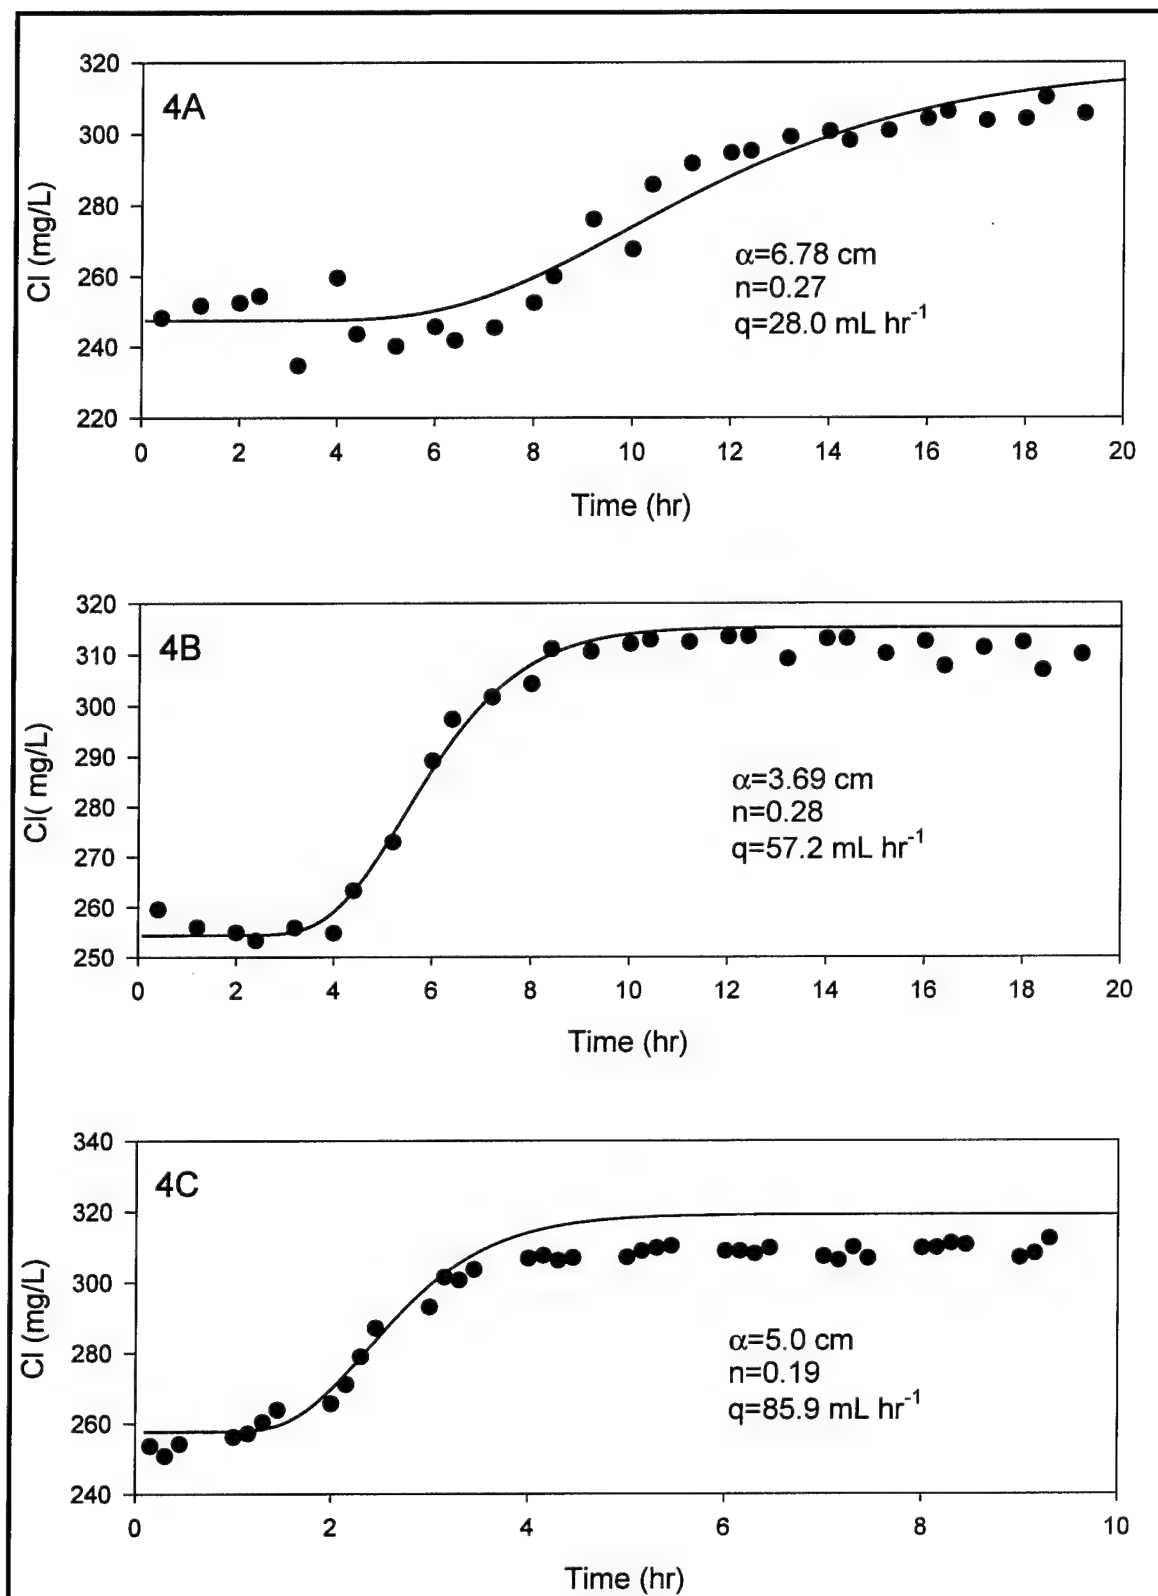 4A
Cl (mg/L)
320
300
280
260
240
220
α=6.78 cm
n=0.27
q=28.0 mL hr⁻¹
0 2 4 6 8 10 12 14 16 18 20
Time (hr)
4B
Cl( mg/L)
320
310
300
290
280
270
260
250
α=3.69 cm
n=0.28
q=57.2 mL hr⁻¹
0 2 4 6 8 10 12 14 16 18 20
Time (hr)
4C
Cl (mg/L)
340
320
300
280
260
240
α=5.0 cm
n=0.19
q=85.9 mL hr⁻¹
0 2 4 6 8 10
Time (hr)